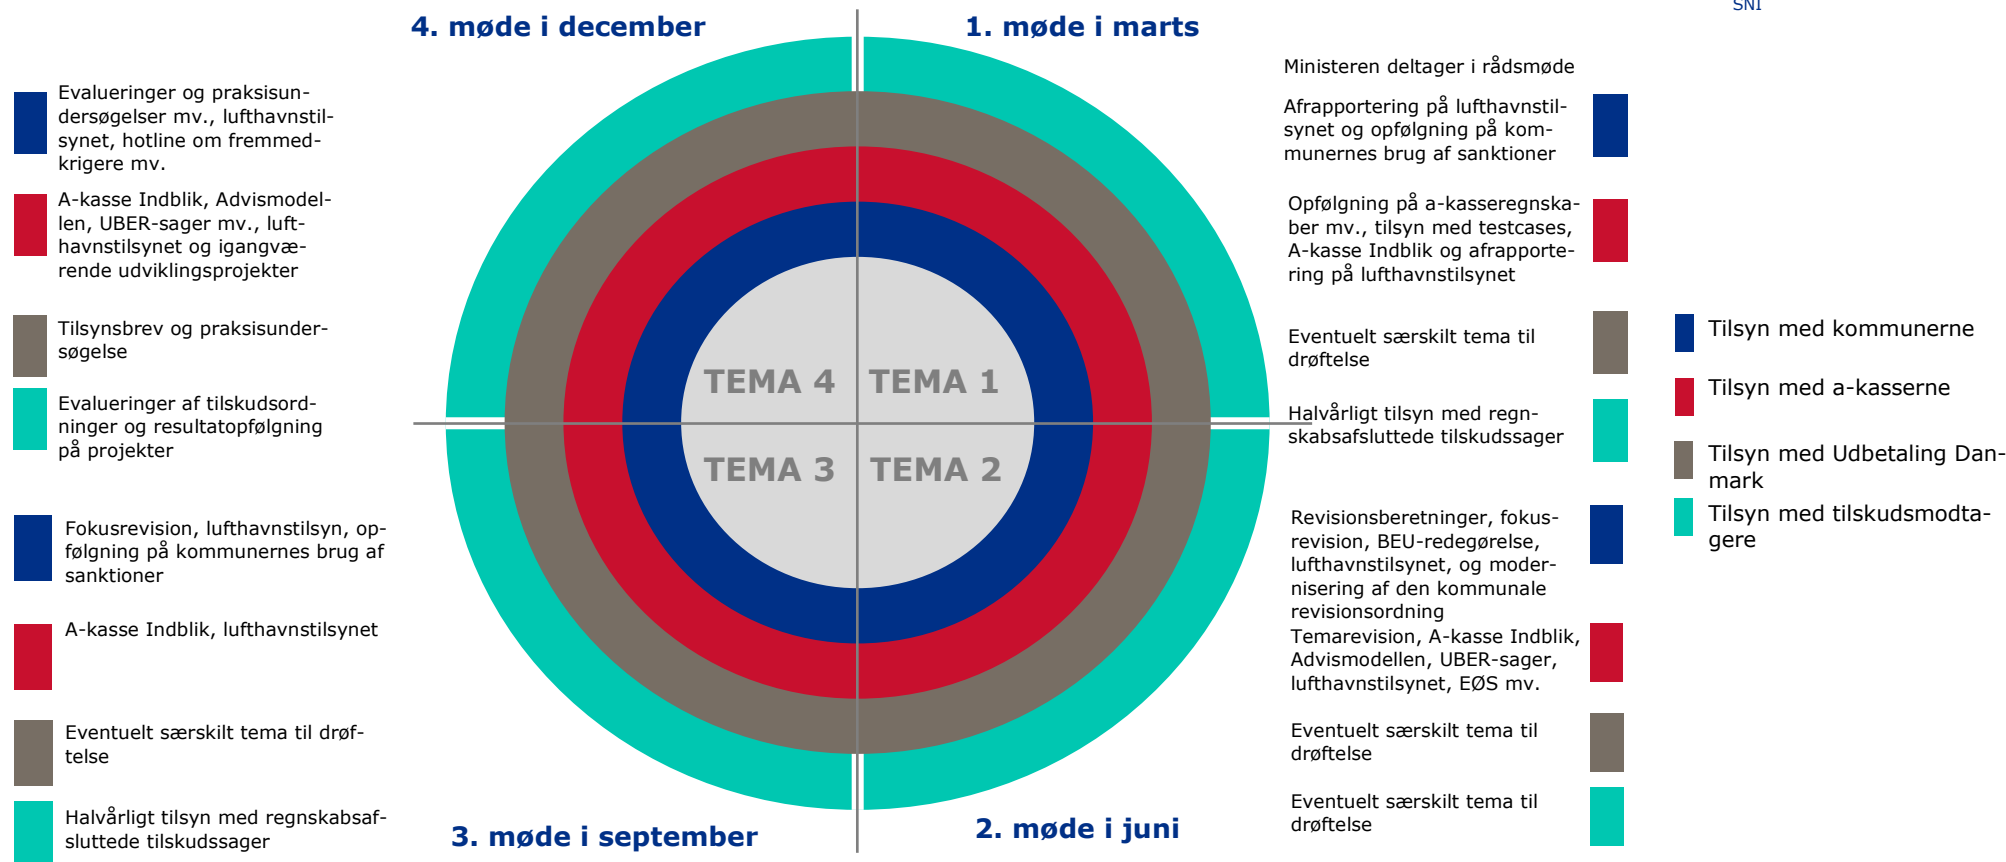 SNI
4. møde i december
1. møde i marts
Evalueringer og praksisun-
dersøgelser mv., lufthavnstil-
synet, hotline om fremmed-
krigere mv.
A-kasse Indblik, Advismodel-
len, UBER-sager mv., luft-
havnstilsynet og igangvæ-
rende udviklingsprojekter
Tilsynsbrev og praksisunder-
søgelse
Evalueringer af tilskudsord-
ninger og resultatopfølgning
på projekter
Fokusrevision, lufthavnstilsyn, op-
følgning på kommunernes brug af
sanktioner
A-kasse Indblik, lufthavnstilsynet
Eventuelt særskilt tema til drøf-
telse
Halvårligt tilsyn med regnskabsaf-
sluttede tilskudssager
TEMA 4
TEMA 1
TEMA 3
TEMA 2
3. møde i september
2. møde i juni
Ministeren deltager i rådsmøde
Afrapportering på lufthavnstil-
synet og opfølgning på kom-
munernes brug af sanktioner
Opfølgning på a-kasseregnska-
ber mv., tilsyn med testcases,
A-kasse Indblik og afrapporte-
ring på lufthavnstilsynet
Eventuelt særskilt tema til
drøftelse
Halvårligt tilsyn med regn-
skabsafsluttede tilskudssager
Revisionsberetninger, fokus-
revision, BEU-redegørelse,
lufthavnstilsynet, og moder-
nisering af den kommunale
revisionsordning
Temarevision, A-kasse Indblik,
Advismodellen, UBER-sager,
lufthavnstilsynet, EØS mv.
Eventuelt særskilt tema til
drøftelse
Eventuelt særskilt tema til
drøftelse
Tilsyn med kommunerne
Tilsyn med a-kasserne
Tilsyn med Udbetaling Dan-
mark
Tilsyn med tilskudsmodta-
gere